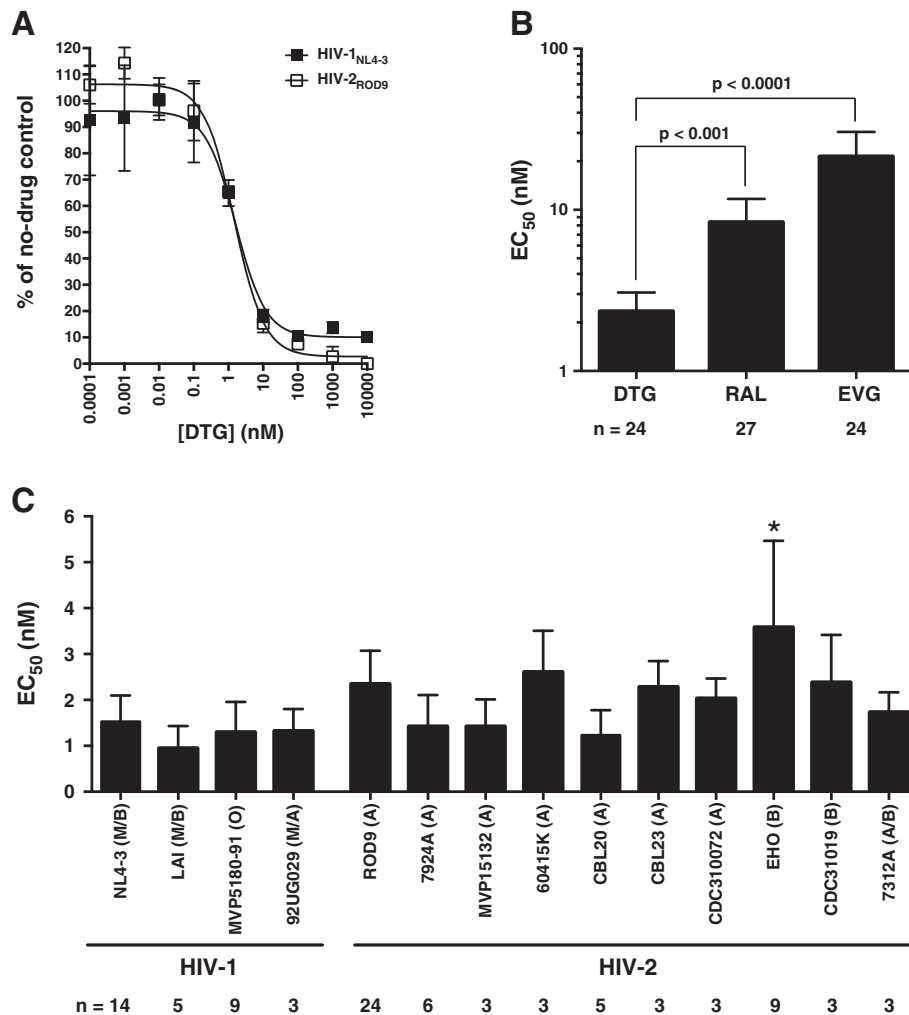 A
120
110
100
90
80
70
60
50
40
30
20
10
0
% of no-drug control
0.0001
0.001
0.01
0.1
1
10
100
1000
10000
[DTG] (nM)
HIV-1NL4-3
HIV-2ROD9
B
100
10
1
EC50 (nM)
p < 0.0001
p < 0.001
DTG RAL EVG
n = 24 27 24
C
6
5
4
3
2
1
0
EC50 (nM)
*
NL4-3 (M/B)
LAI (M/B)
MVP5180-91 (O)
92UG029 (M/A)
ROD9 (A)
7924A (A)
MVP15132 (A)
60415K (A)
CBL20 (A)
CBL23 (A)
CDC310072 (A)
EHO (B)
CDC31019 (B)
7312A (A/B)
HIV-1 HIV-2
n = 14 5 9 3 24 6 3 3 5 3 3 9 3 3